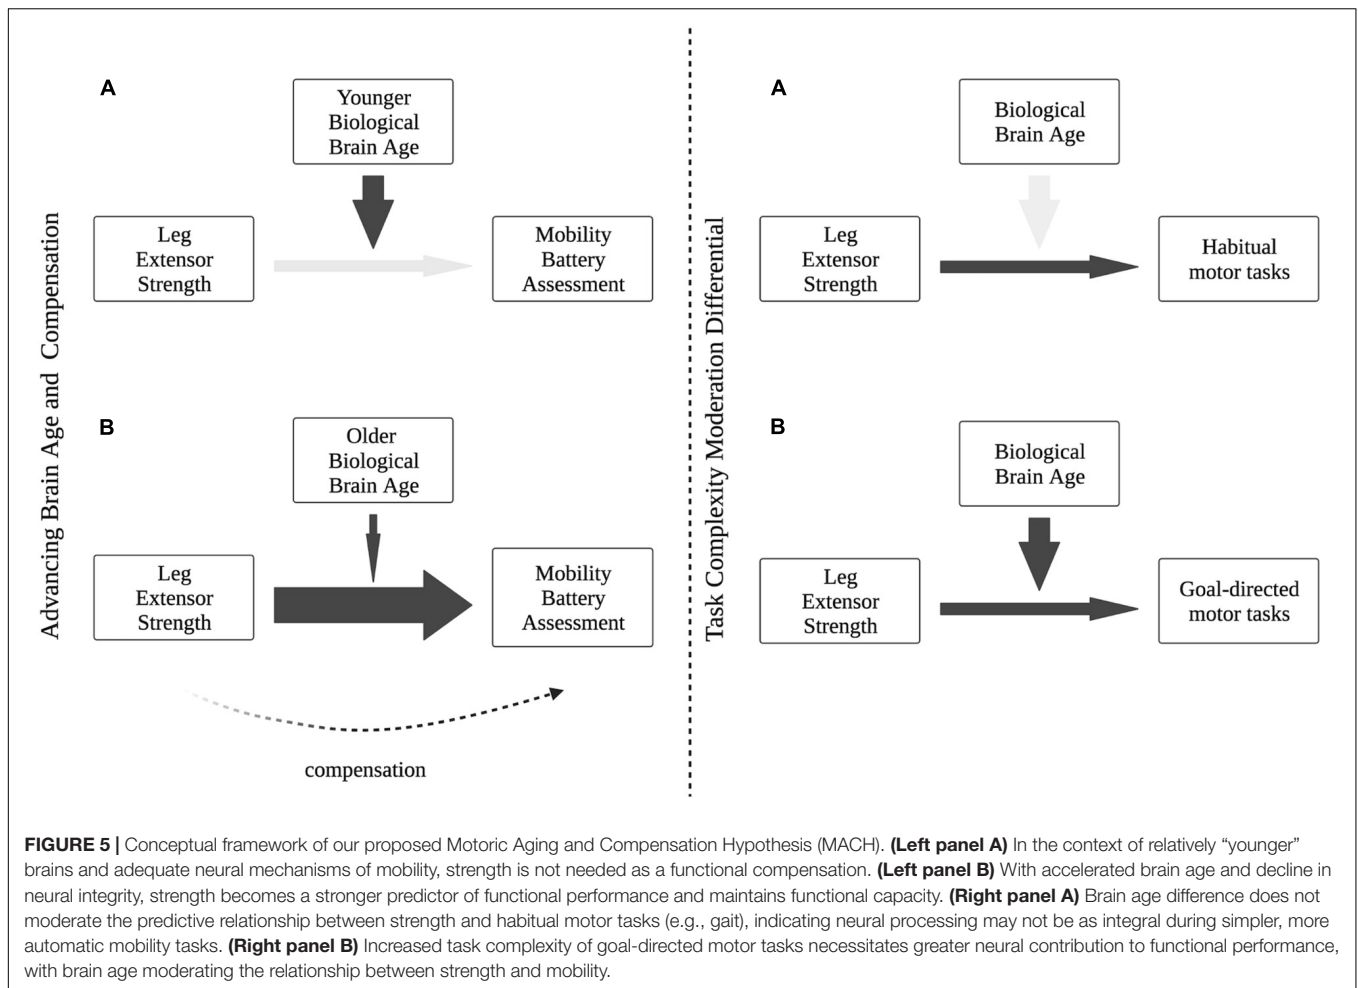 Advancing Brain Age and Compensation
A
Younger
Biological
Brain Age
Leg
Extensor
Strength
Mobility
Battery
Assessment
B
Older
Biological
Brain Age
Leg
Extensor
Strength
Mobility
Battery
Assessment
compensation
Task Complexity Moderation Differential
A
Biological
Brain Age
Leg
Extensor
Strength
Habitual
motor tasks
B
Biological
Brain Age
Leg
Extensor
Strength
Goal-directed
motor tasks
FIGURE 5 | Conceptual framework of our proposed Motoric Aging and Compensation Hypothesis (MACH). (Left panel A) In the context of relatively “younger”
brains and adequate neural mechanisms of mobility, strength is not needed as a functional compensation. (Left panel B) With accelerated brain age and decline in
neural integrity, strength becomes a stronger predictor of functional performance and maintains functional capacity. (Right panel A) Brain age difference does not
moderate the predictive relationship between strength and habitual motor tasks (e.g., gait), indicating neural processing may not be as integral during simpler, more
automatic mobility tasks. (Right panel B) Increased task complexity of goal-directed motor tasks necessitates greater neural contribution to functional performance,
with brain age moderating the relationship between strength and mobility.